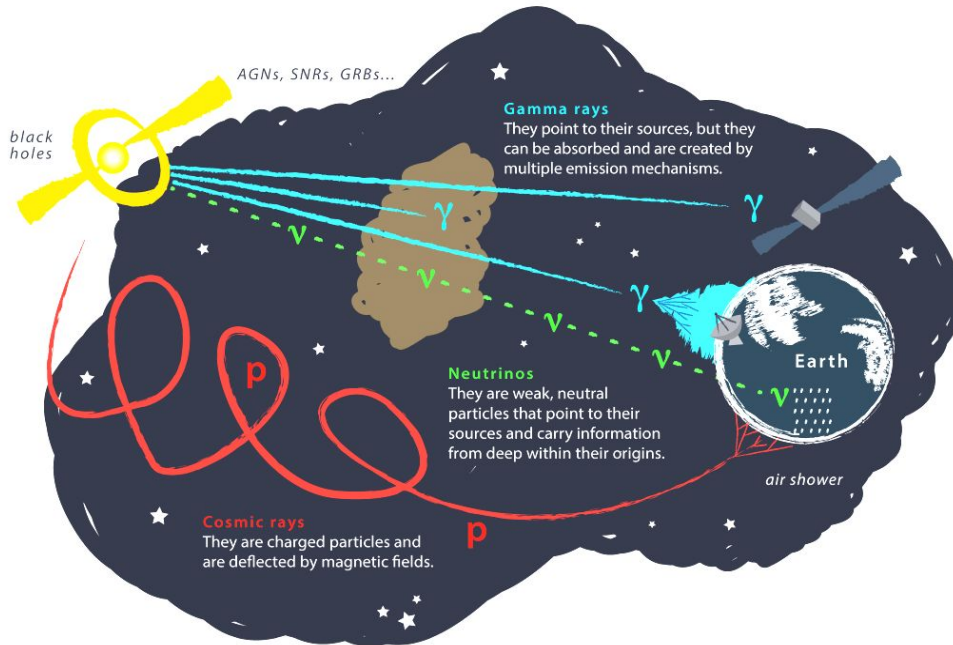 AGNs, SNRs, GRBs...
black
holes
Gamma rays
They point to their sources, but they
can be absorbed and are created by
multiple emission mechanisms.
γ
γ
γ
ν
ν
ν
ν
ν
Earth
p
Neutrinos
They are weak, neutral
particles that point to their
sources and carry information
from deep within their origins.
air shower
Cosmic rays
They are charged particles and
are deflected by magnetic fields.
p